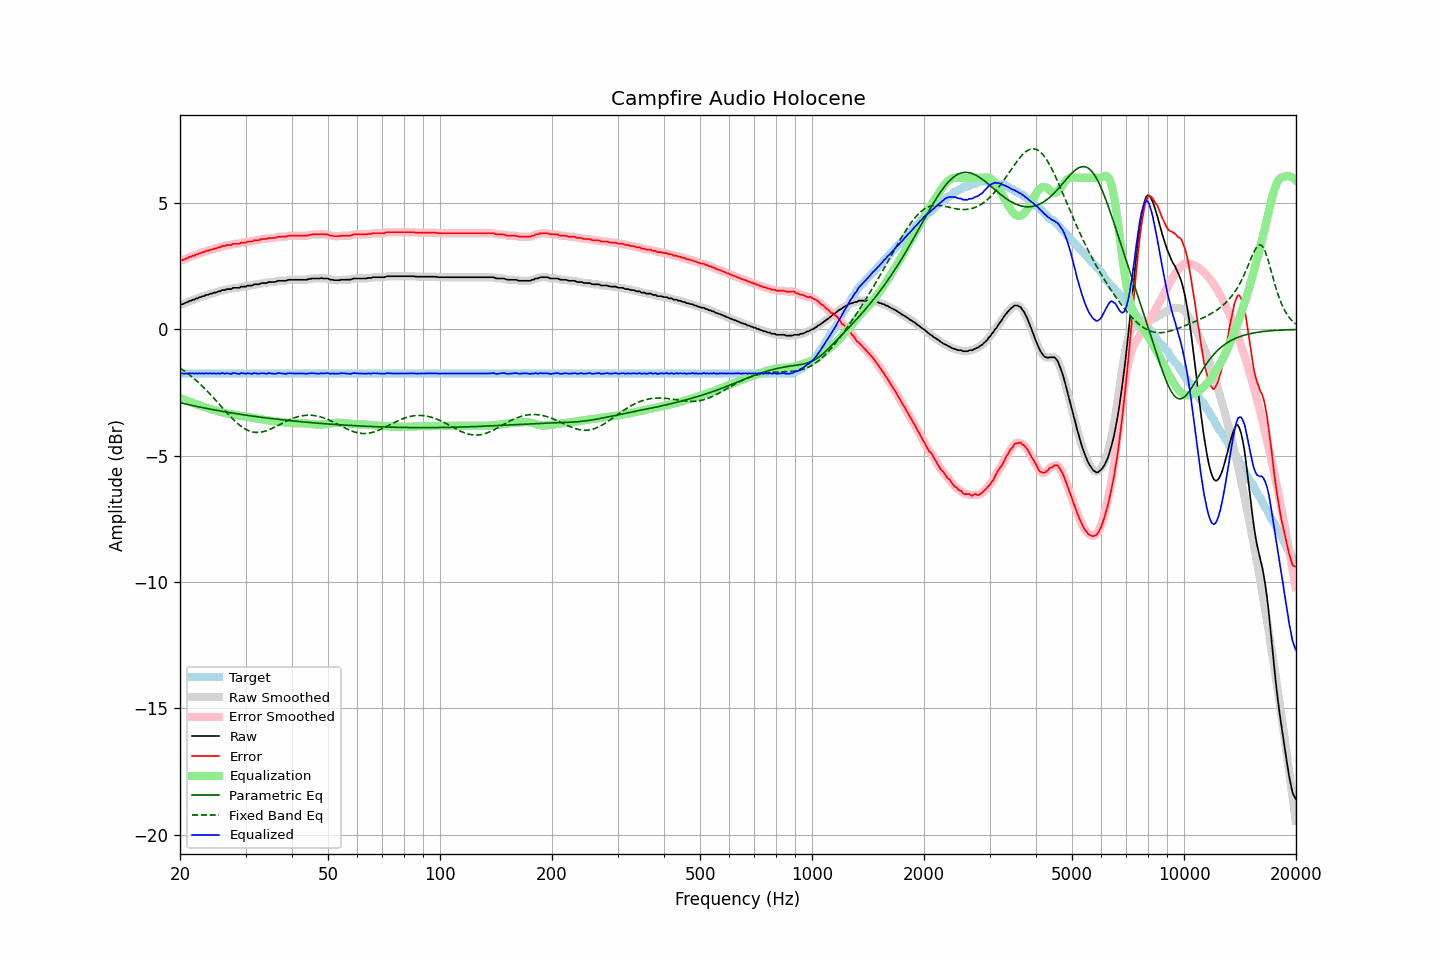 Campfire Audio Holocene
Amplitude (dBr)
5
0
−5
−10
−15
−20
Target
Raw Smoothed
Error Smoothed
Raw
Error
Equalization
Parametric Eq
Fixed Band Eq
Equalized
20 50 100 200 500 1000 2000 5000 10000 20000
Frequency (Hz)